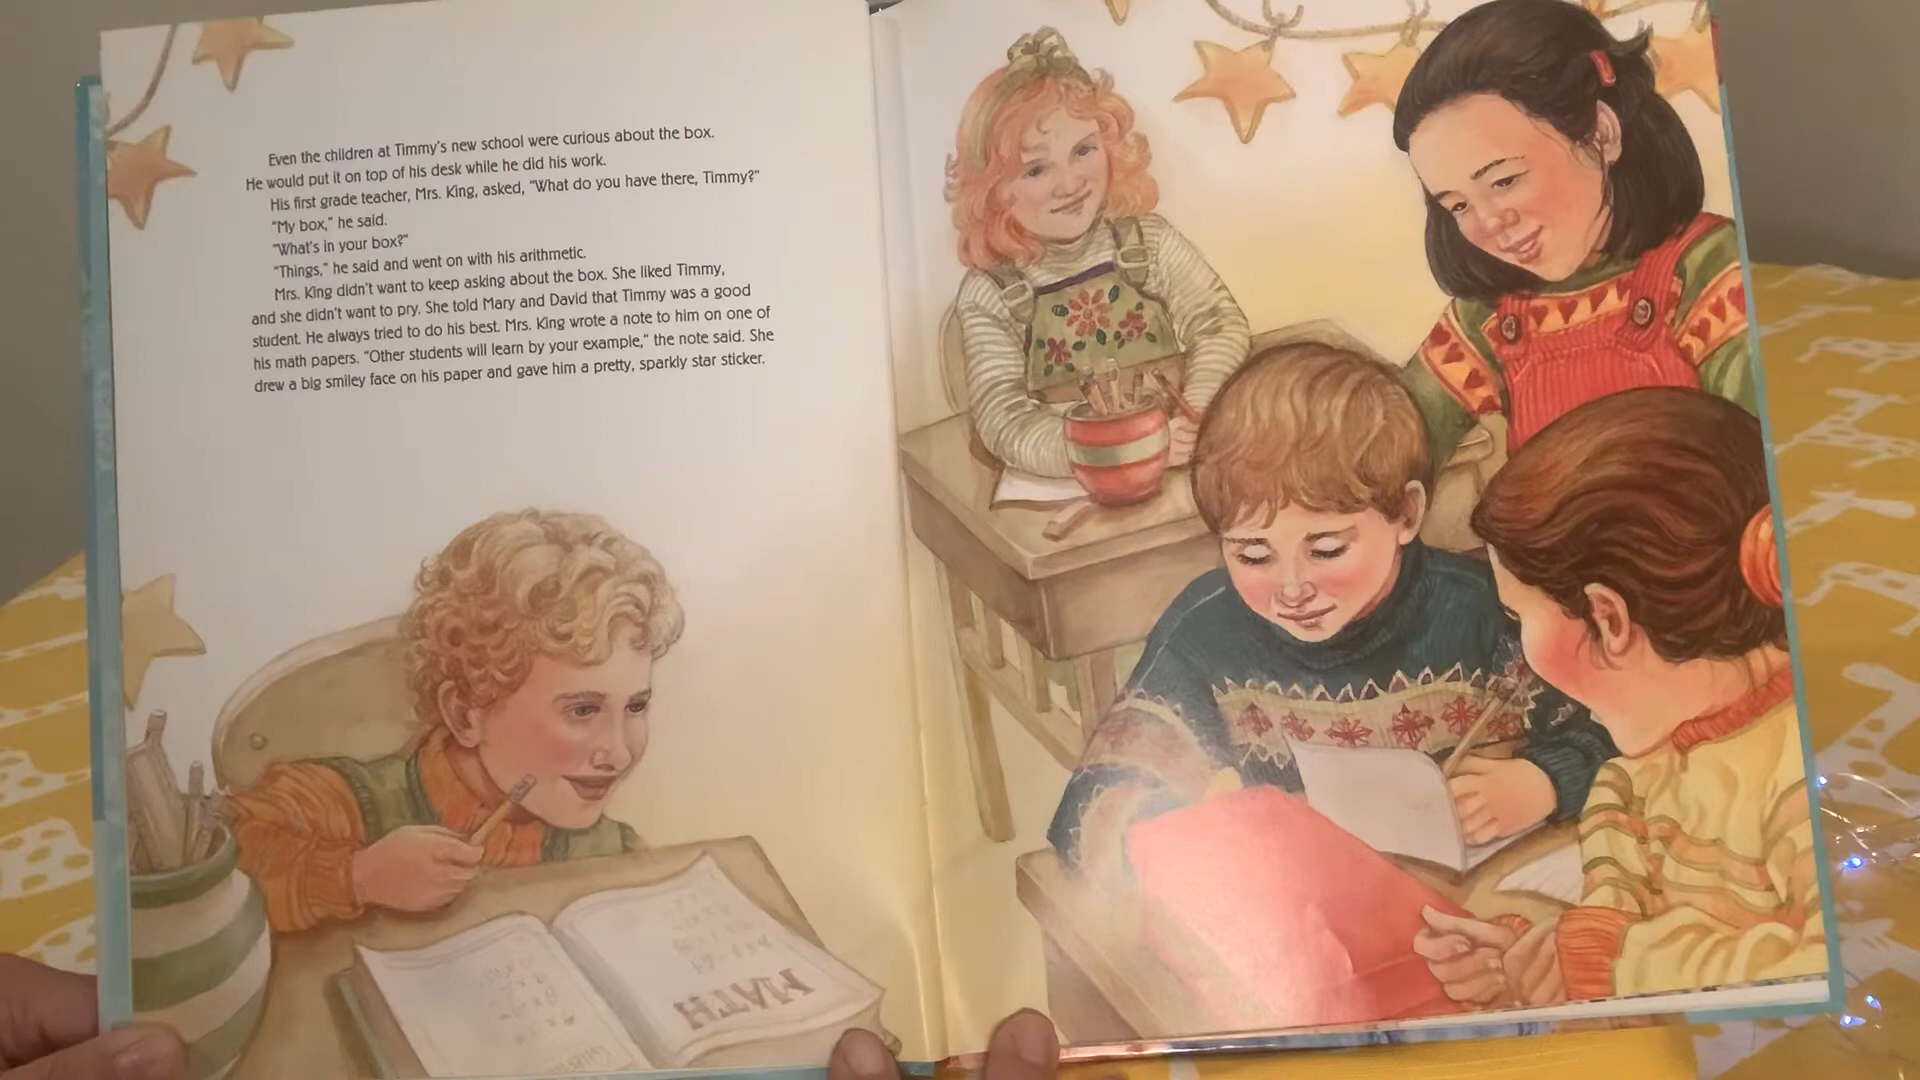 Even the children at Timmy's new school were curious about the box.
He would put it on top of his desk while he did his work.
His first grade teacher, Mrs. King, asked, "What do you have there, Timmy?"
"My box," he said.
"What's in your box?"
"Things," he said and went on with his arithmetic.
Mrs. King didn't want to keep asking about the box. She liked Timmy,
and she didn't want to pry. She told Mary and David that Timmy was a good
student. He always tried to do his best. Mrs. King wrote a note to him on one of
his math papers. "Other students will learn by your example," the note said. She
drew a big smiley face on his paper and gave him a pretty, sparkly star sticker.
MATH